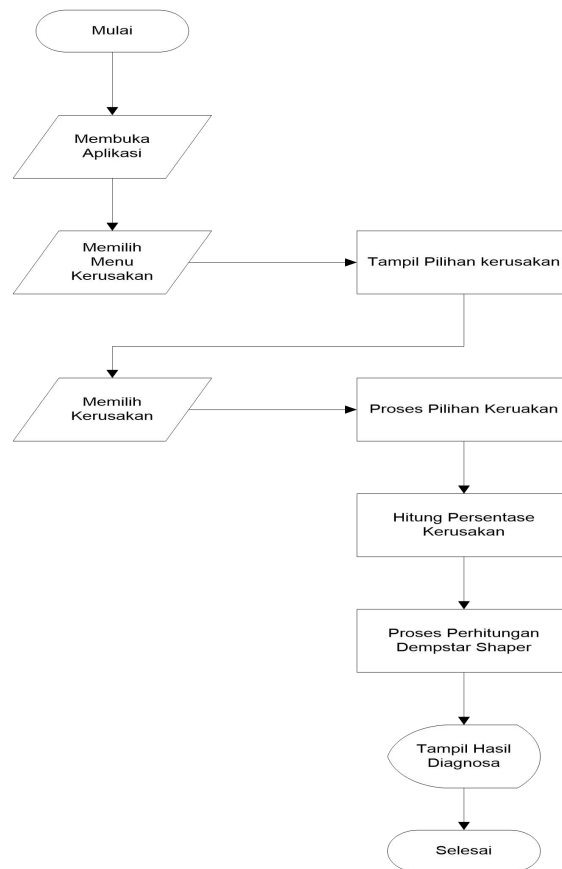 Mulai
Membuka
Aplikasi
Memilih
Menu
Kerusakan
Tampil Pilihan kerusakan
Memilih
Kerusakan
Proses Pilihan Keruakan
Hitung Persentase
Kerusakan
Proses Perhitungan
Dempstar Shaper
Tampil Hasil
Diagnosa
Selesai